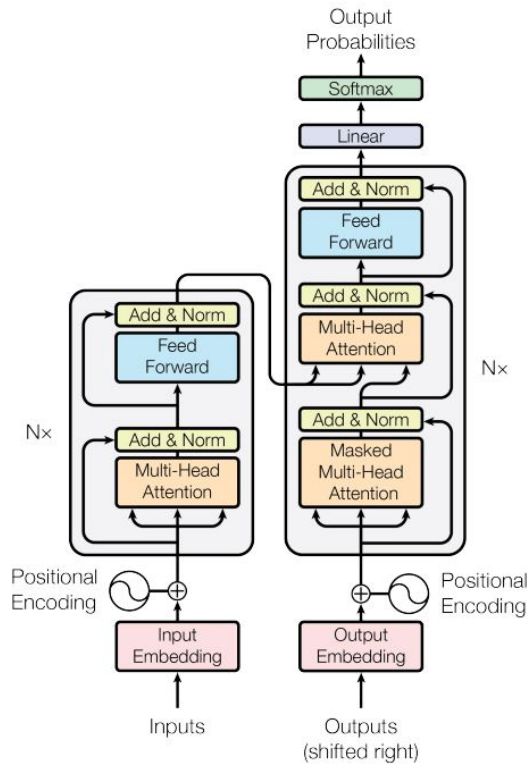 Output
Probabilities
Softmax
Linear
Add & Norm
Feed
Forward
Add & Norm
Multi-Head
Attention
Nx
Add & Norm
Masked
Multi-Head
Attention
Add & Norm
Feed
Forward
Nx
Add & Norm
Multi-Head
Attention
Positional
Encoding
Positional
Encoding
Input
Embedding
Output
Embedding
Inputs
Outputs
(shifted right)